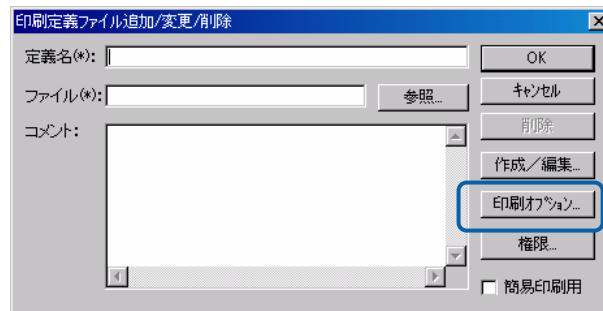 印刷定義ファイル追加/変更/削除
定義名(*):
OK
ファイル(*):
参照...
キャンセル
コメント:
削除
作成／編集...
印刷オプション...
権限...
簡易印刷用